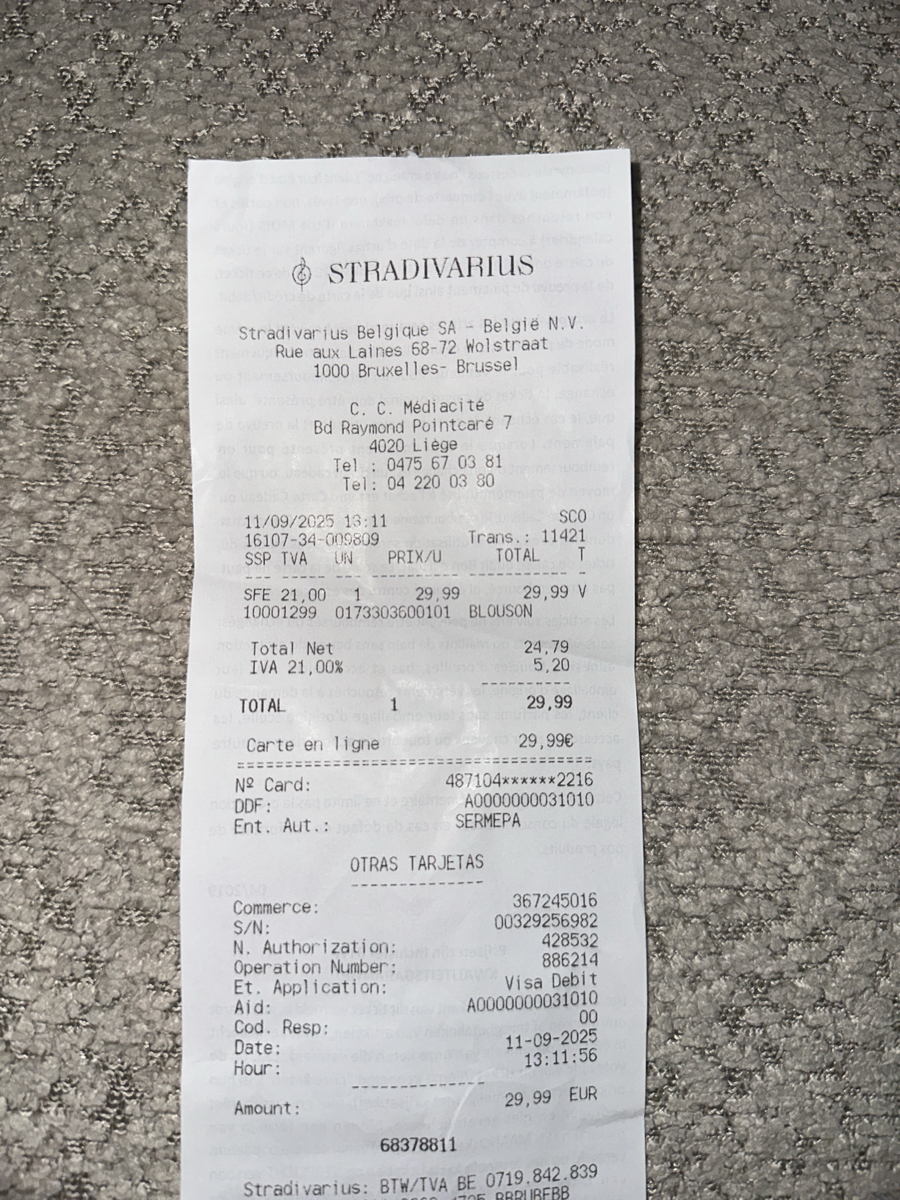 STRADIVARIUS
Stradivarius Belgique SA - België N.V.
Rue aux Laines 68-72 Wolstraat
1000 Bruxelles- Brussel
C. C. Médiacité
Bd Raymond Pointcaré 7
4020 Liège
Tel : 0475 67 03 81
Tel: 04 220 03 80
11/09/2025 13:11 SCO
16107-34-009809 Trans.: 11421
SSP TVA UN PRIX/U TOTAL T
SFE 21,00 1 29,99 29,99 V
10001299 0173303600101 BLOUSON
Total Net 24,79
IVA 21,00% 5,20
TOTAL 1 29,99
Carte en ligne 29,99€
Nº Card: 487104******2216
DDF: A0000000031010
Ent. Aut.: SERMEPA
OTRAS TARJETAS
Commerce: 367245016
S/N: 00329256982
N. Authorization: 428532
Operation Number: 886214
Et. Application: Visa Debit
Aid: A0000000031010
Cod. Resp: 00
Date: 11-09-2025
Hour: 13:11:56
Amount: 29,99 EUR
68378811
Stradivarius: BTW/TVA BE 0719.842.839